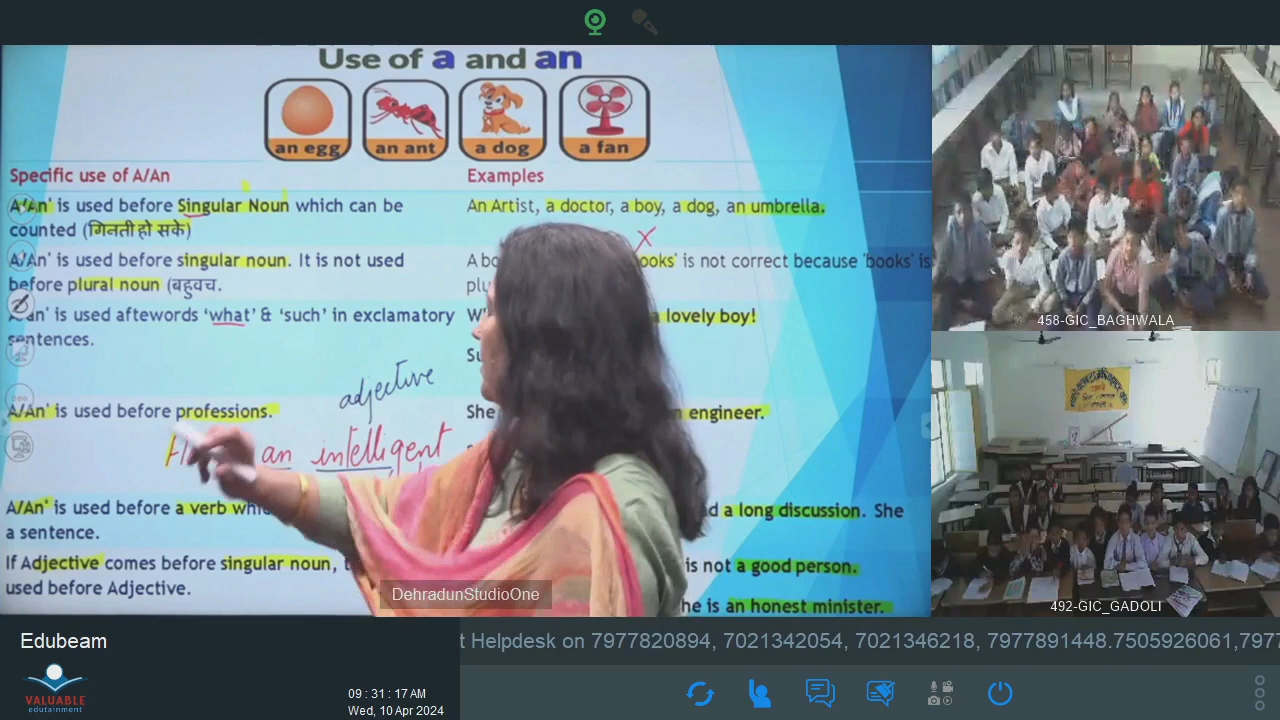 Use of a and an
an egg
an ant
a dog
a fan
Specific use of A/An
Examples
A/An' is used before Singular Noun which can be
counted (गिनती हो सके)
An Artist, a doctor, a boy, a dog, an umbrella.
A/An' is used before singular noun. It is not used
before plural noun (बहुवच.
ooks' is not correct because 'books' is
an' is used aftewords ‘what’ & ‘such’ in exclamatory
sentences.
a lovely boy!
adjective
A/An' is used before professions.
She
engineer.
an intelligent
A/An' is used before a verb
a sentence.
a long discussion. She
If Adjective comes before singular noun,
used before Adjective.
is not a good person.
he is an honest minister.
DehradunStudioOne
458-GIC_BAGHWALA
492-GIC_GADOLI
Edubeam
VALUABLE
edutainment
09 : 31 : 17 AM
Wed, 10 Apr 2024
t Helpdesk on 7977820894, 7021342054, 7021346218, 7977891448.7505926061,797